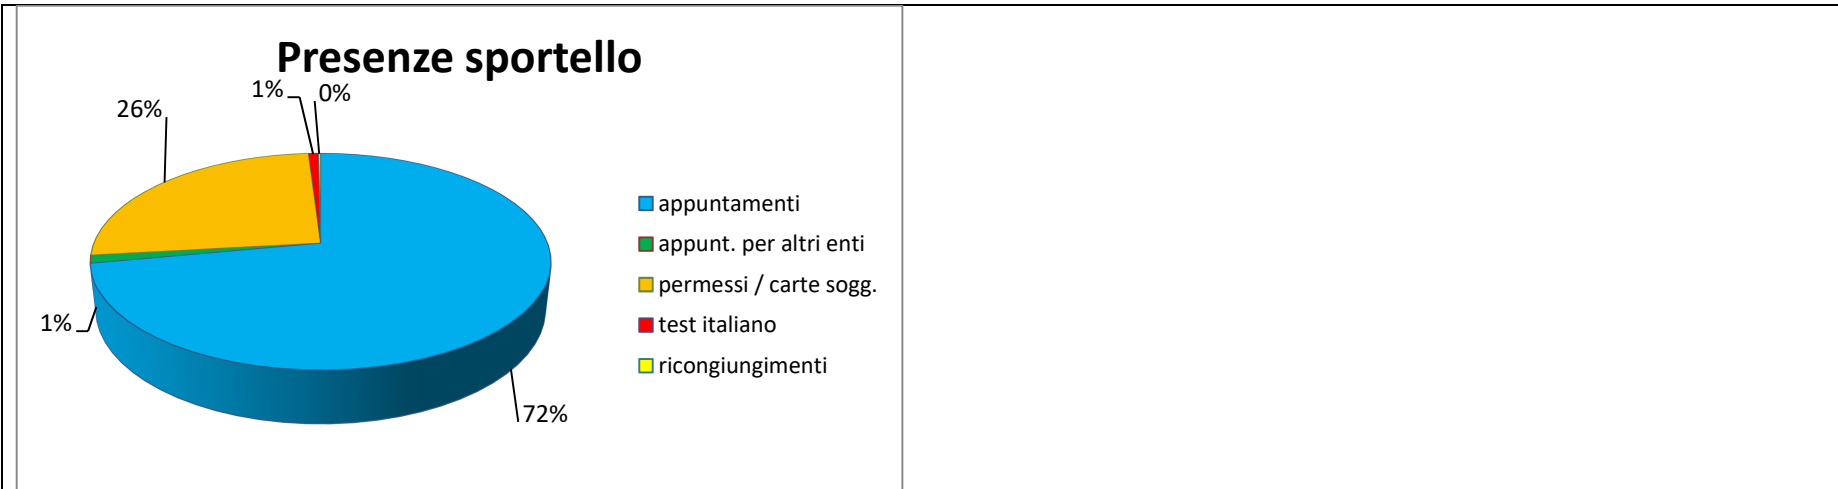 Presenze sportello
1%
0%
26%
1%
72%
appuntamenti
appunt. per altri enti
permessi / carte sogg.
test italiano
ricongiungimenti